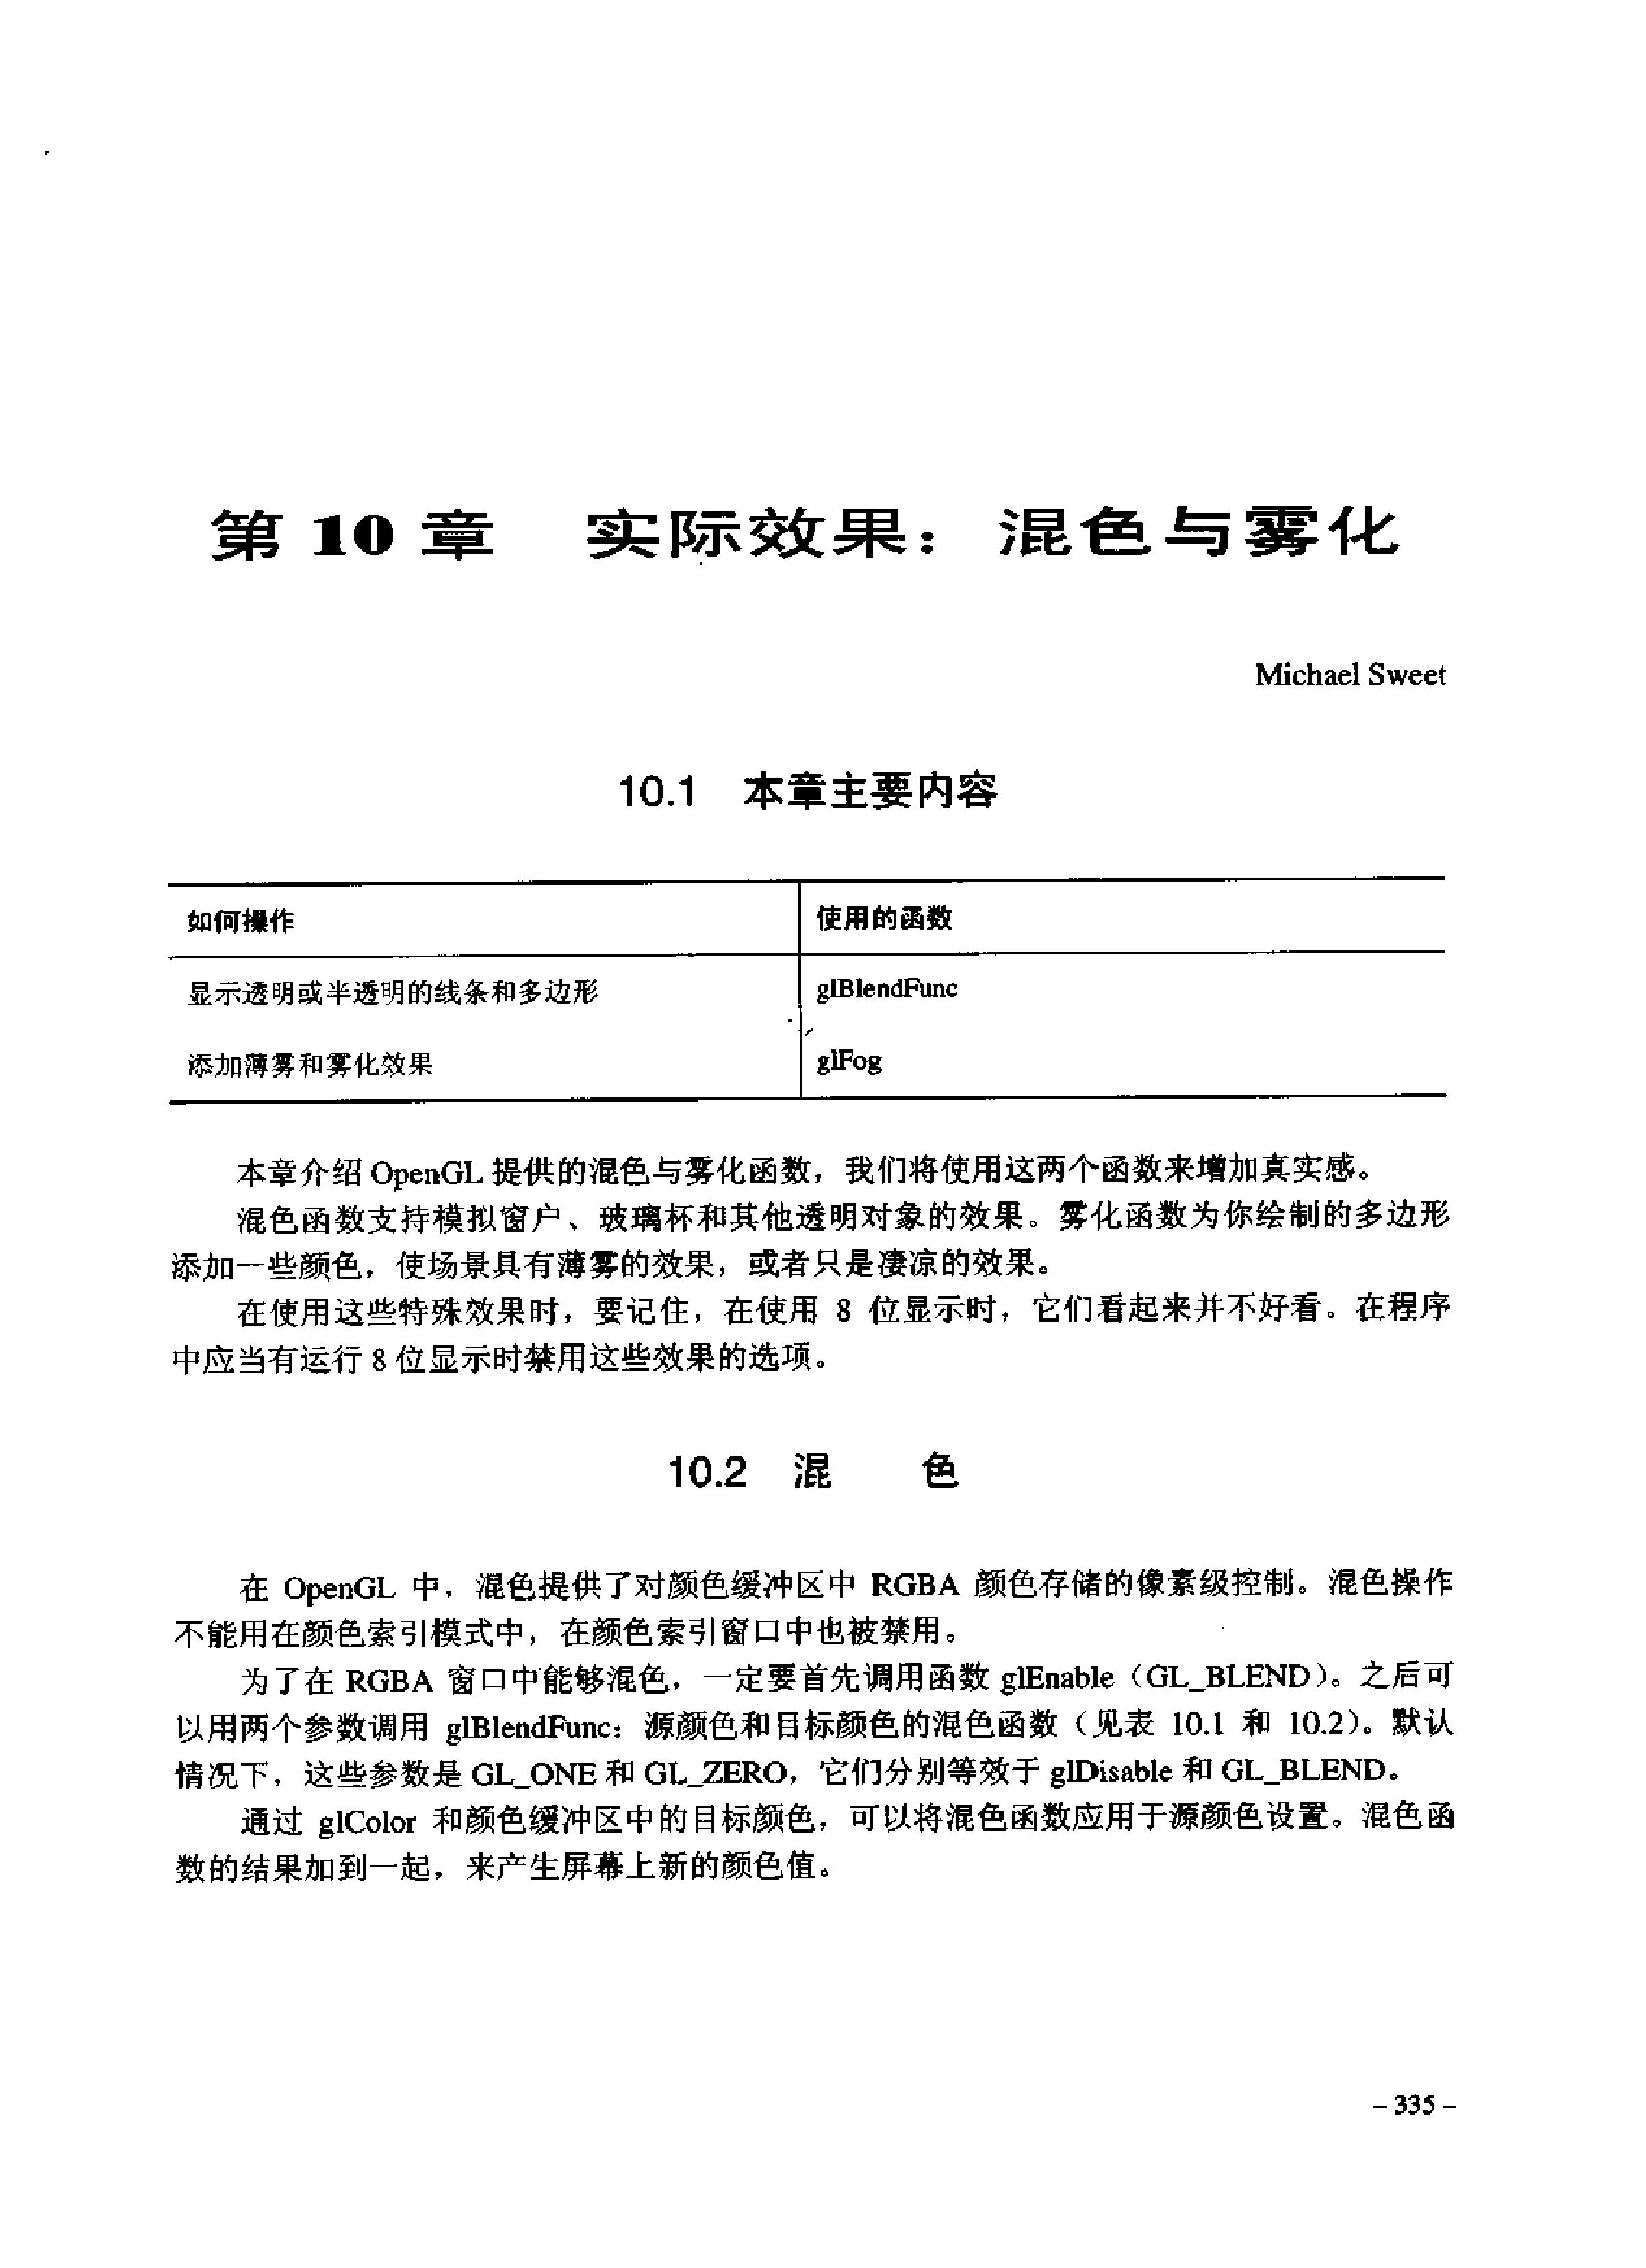 第 10 章　实际效果：混色与雾化
Michael Sweet
10.1　本章主要内容
如何操作　使用的函数
显示透明或半透明的线条和多边形　glBlendFunc
添加薄雾和雾化效果　glFog
本章介绍 OpenGL 提供的混色与雾化函数，我们将使用这两个函数来增加真实感。
混色函数支持模拟窗户、玻璃杯和其他透明对象的效果。雾化函数为你绘制的多边形
添加一些颜色，使场景具有薄雾的效果，或者只是凄凉的效果。
在使用这些特殊效果时，要记住，在使用 8 位显示时，它们看起来并不好看。在程序
中应当有运行 8 位显示时禁用这些效果的选项。
10.2　混　　色
在 OpenGL 中，混色提供了对颜色缓冲区中 RGBA 颜色存储的像素级控制。混色操作
不能用在颜色索引模式中，在颜色索引窗口中也被禁用。
为了在 RGBA 窗口中能够混色，一定要首先调用函数 glEnable（GL_BLEND）。之后可
以用两个参数调用 glBlendFunc：源颜色和目标颜色的混色函数（见表 10.1 和 10.2）。默认
情况下，这些参数是 GL_ONE 和 GL_ZERO，它们分别等效于 glDisable 和 GL_BLEND。
通过 glColor 和颜色缓冲区中的目标颜色，可以将混色函数应用于源颜色设置。混色函
数的结果加到一起，来产生屏幕上新的颜色值。
– 335 –